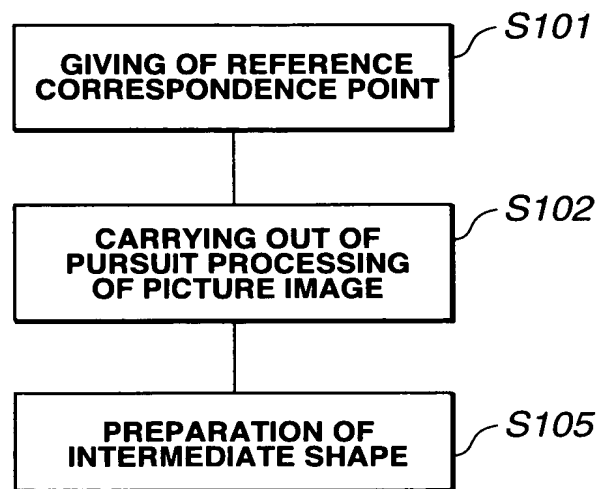 S101
GIVING OF REFERENCE
CORRESPONDENCE POINT
S102
CARRYING OUT OF
PURSUIT PROCESSING
OF PICTURE IMAGE
S105
PREPARATION OF
INTERMEDIATE SHAPE